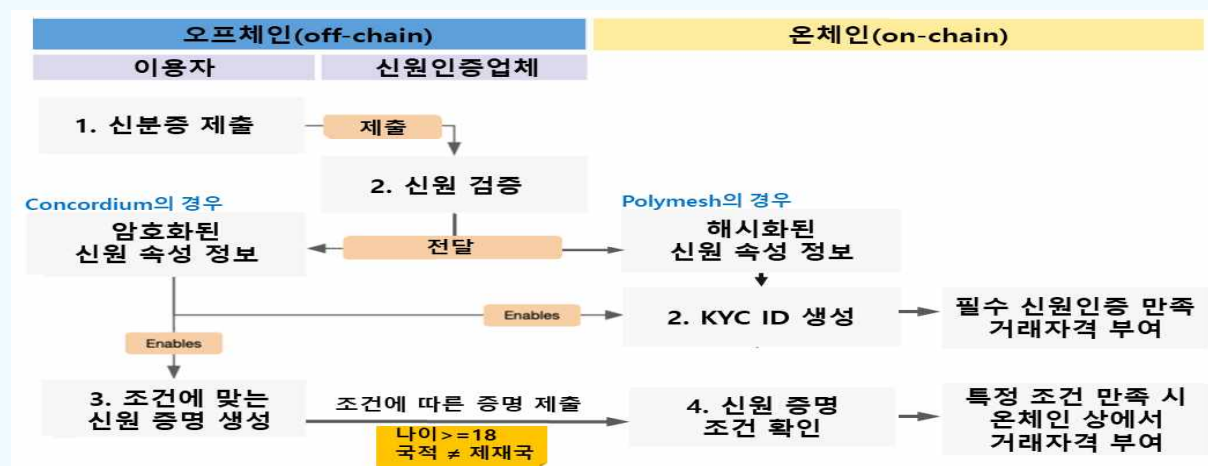 오프체인(off-chain)
온체인(on-chain)
이용자
신원인증업체
1. 신분증 제출
제출
2. 신원 검증
Concordium의 경우
Polymesh의 경우
암호화된
신원 속성 정보
전달
해시화된
신원 속성 정보
Enables
2. KYC ID 생성
필수 신원인증 만족
거래자격 부여
Enables
3. 조건에 맞는
신원 증명 생성
조건에 따른 증명 제출
나이>=18
국적 ≠ 제재국
4. 신원 증명
조건 확인
특정 조건 만족 시
온체인 상에서
거래자격 부여